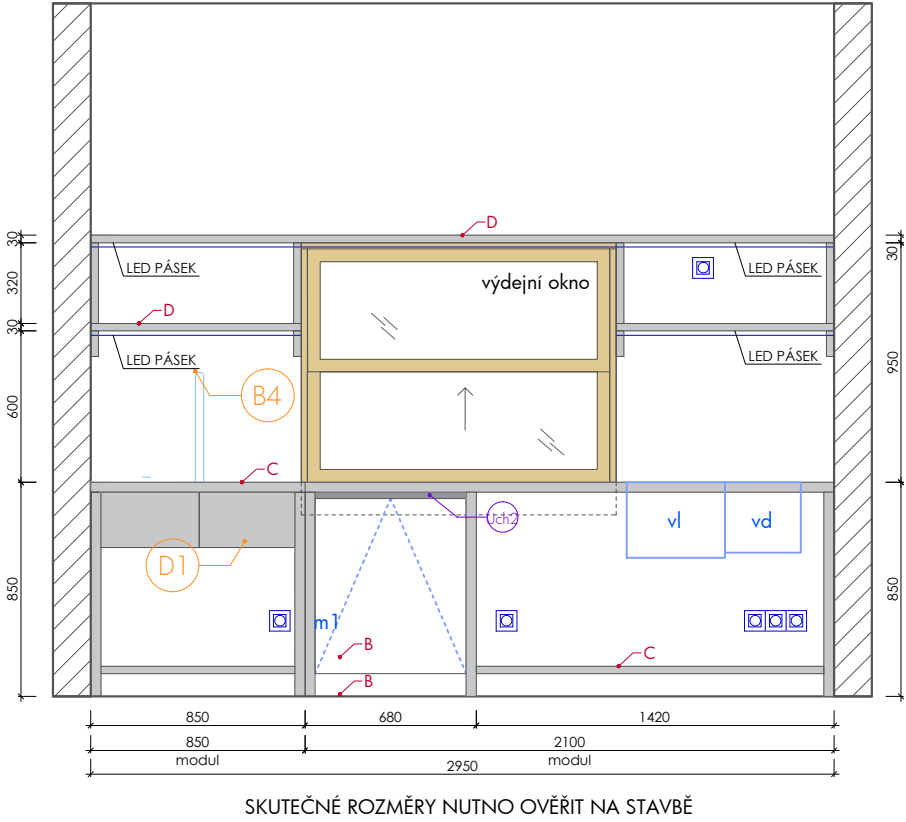 D
30
30
LED PÁSEK
výdejní okno
LED PÁSEK
320
D
30
LED PÁSEK
LED PÁSEK
950
B4
600
C
Uch2
vl
vd
D1
850
850
m1
B
C
B
850
680
1420
850
2100
modul
modul
2950
SKUTEČNÉ ROZMĚRY NUTNO OVĚŘIT NA STAVBĚ